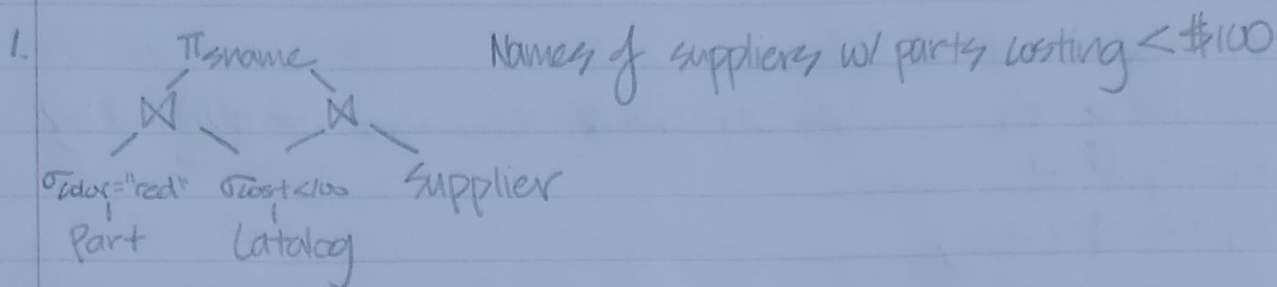 1.
πsname Names of suppliers w/ parts costing < $100
⋈ ⋈
σcolor="red" σcost<100 Supplier
Part Catalog